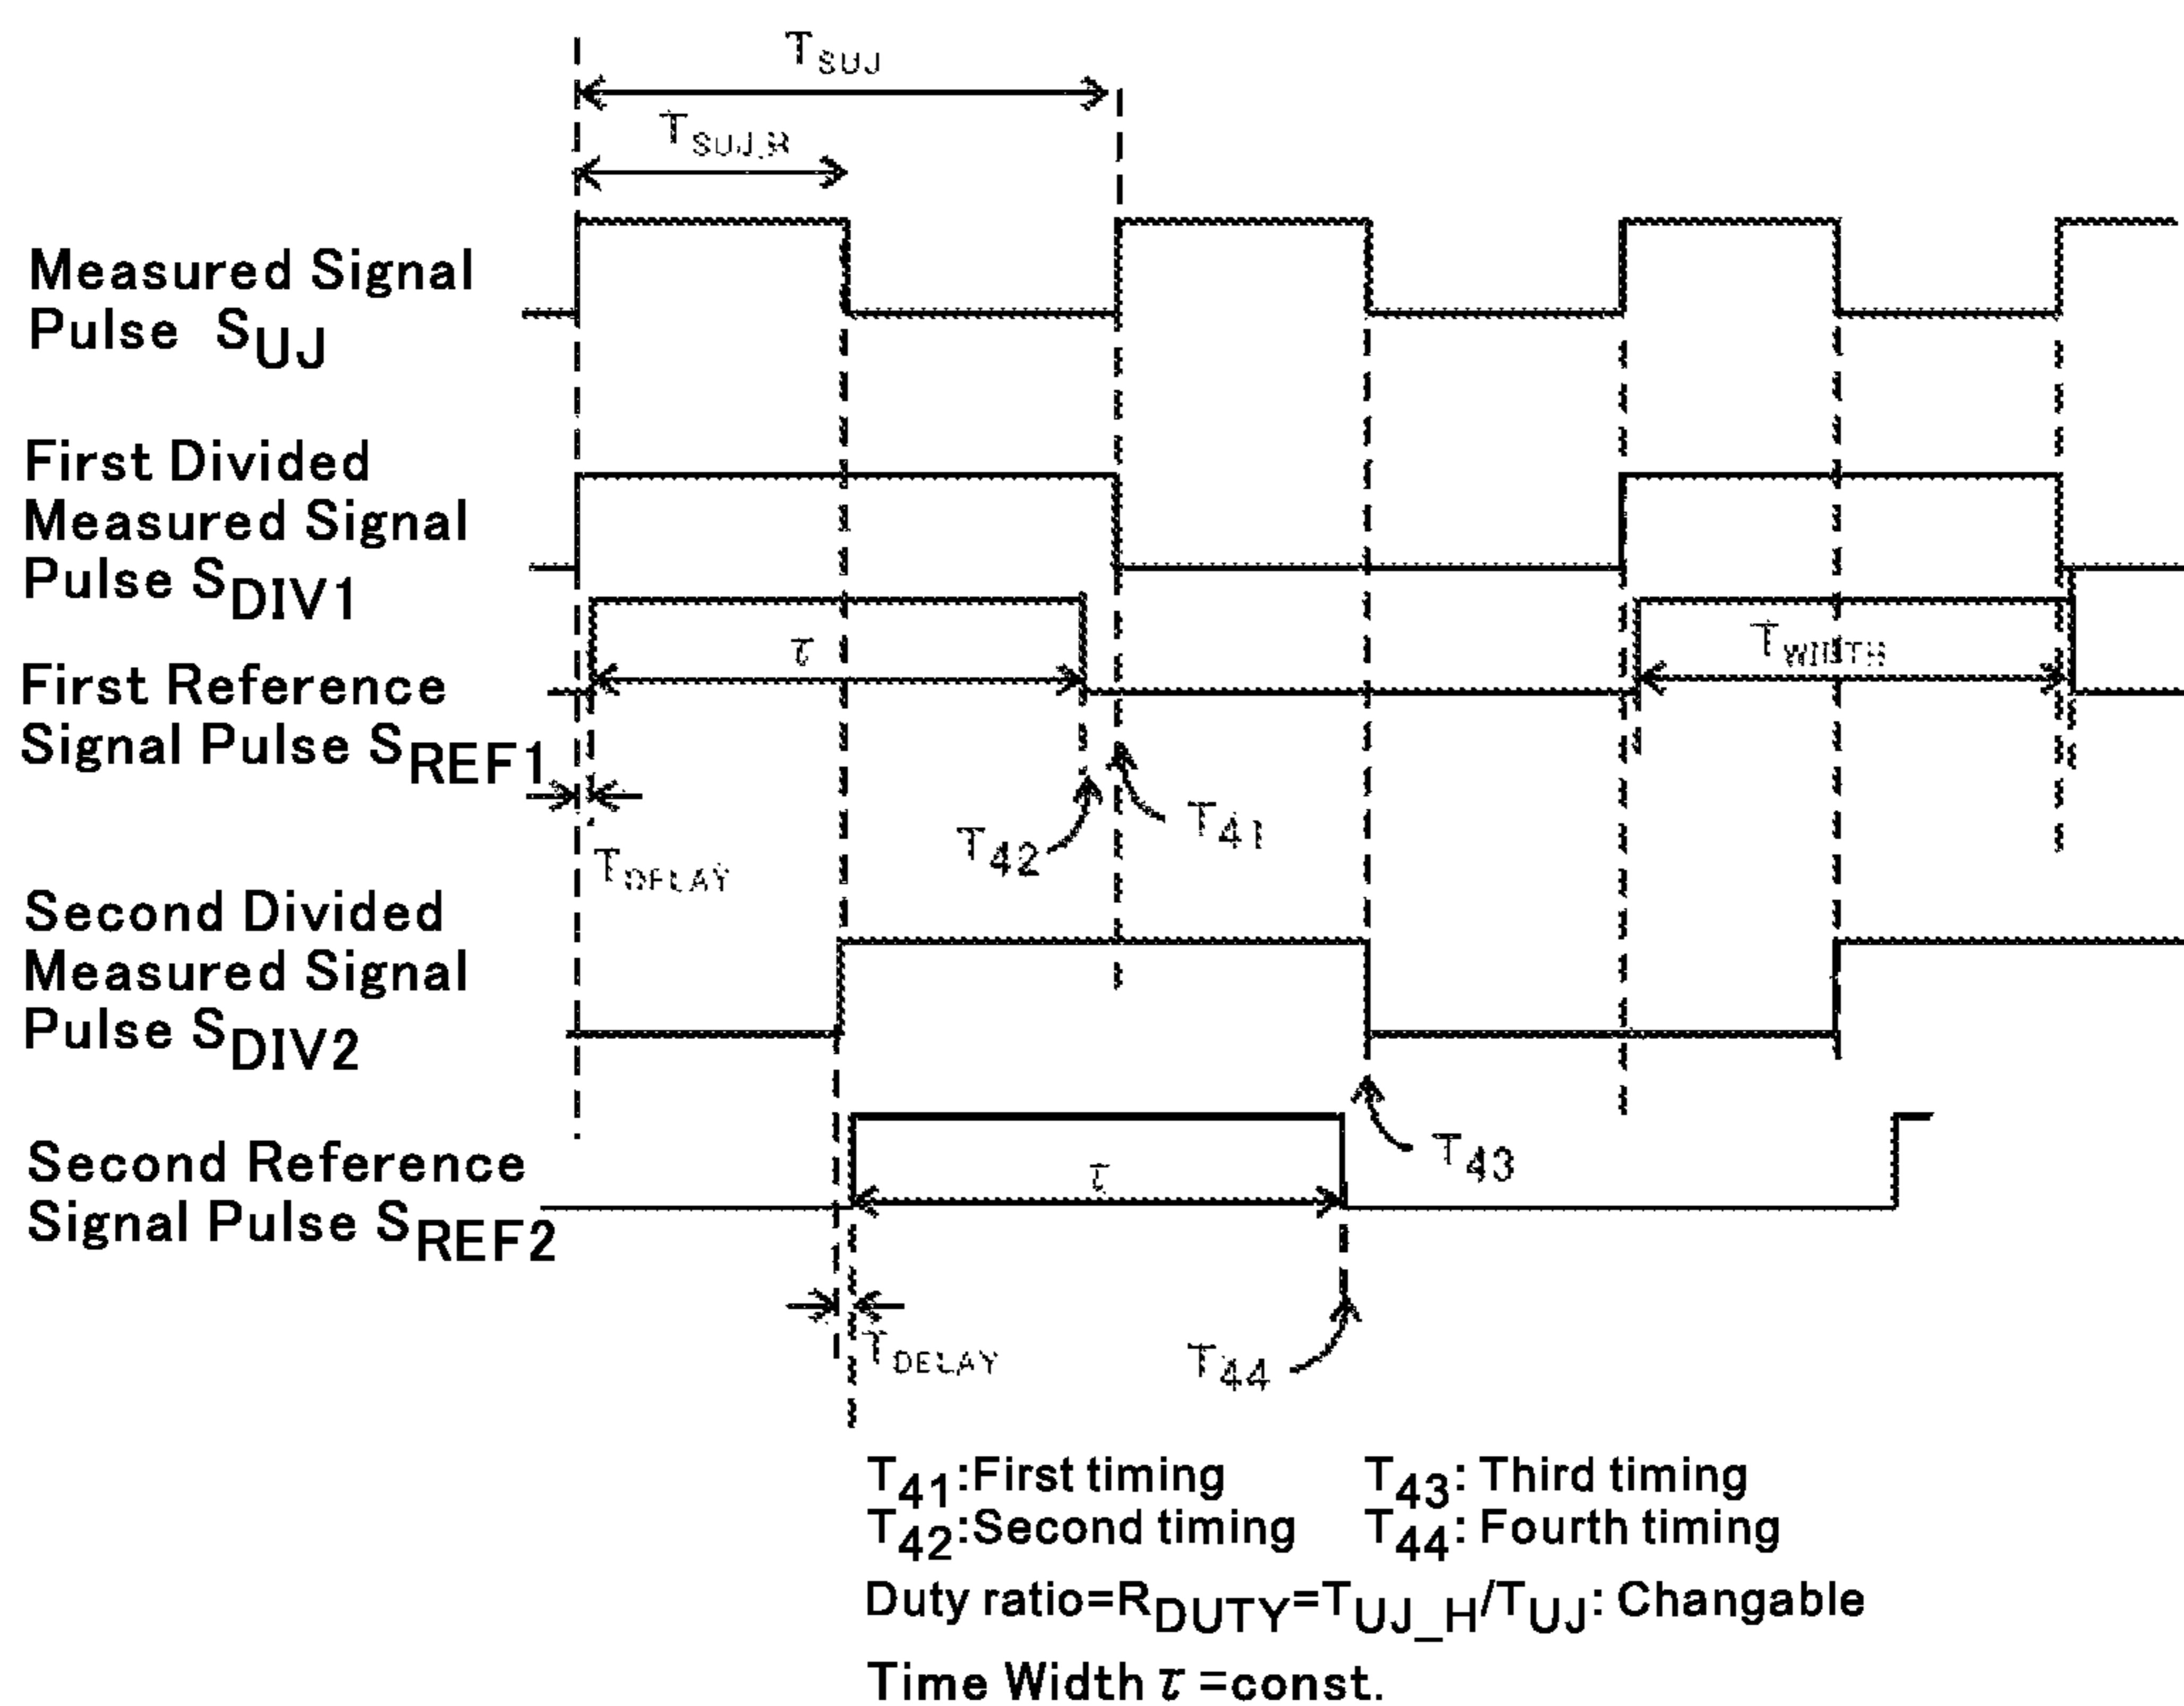 T_SUJ
T_SUJ_H
Measured Signal
Pulse S_UJ
First Divided
Measured Signal
Pulse S_DIV1
τ
T_WIDTH
First Reference
Signal Pulse S_REF1
T_42
T_41
T_DELAY
Second Divided
Measured Signal
Pulse S_DIV2
T_43
Second Reference
Signal Pulse S_REF2
τ
T_DELAY
T_44
T_41:First timing T_43: Third timing
T_42:Second timing T_44: Fourth timing
Duty ratio=R_DUTY=T_UJ_H/T_UJ: Changable
Time Width τ =const.